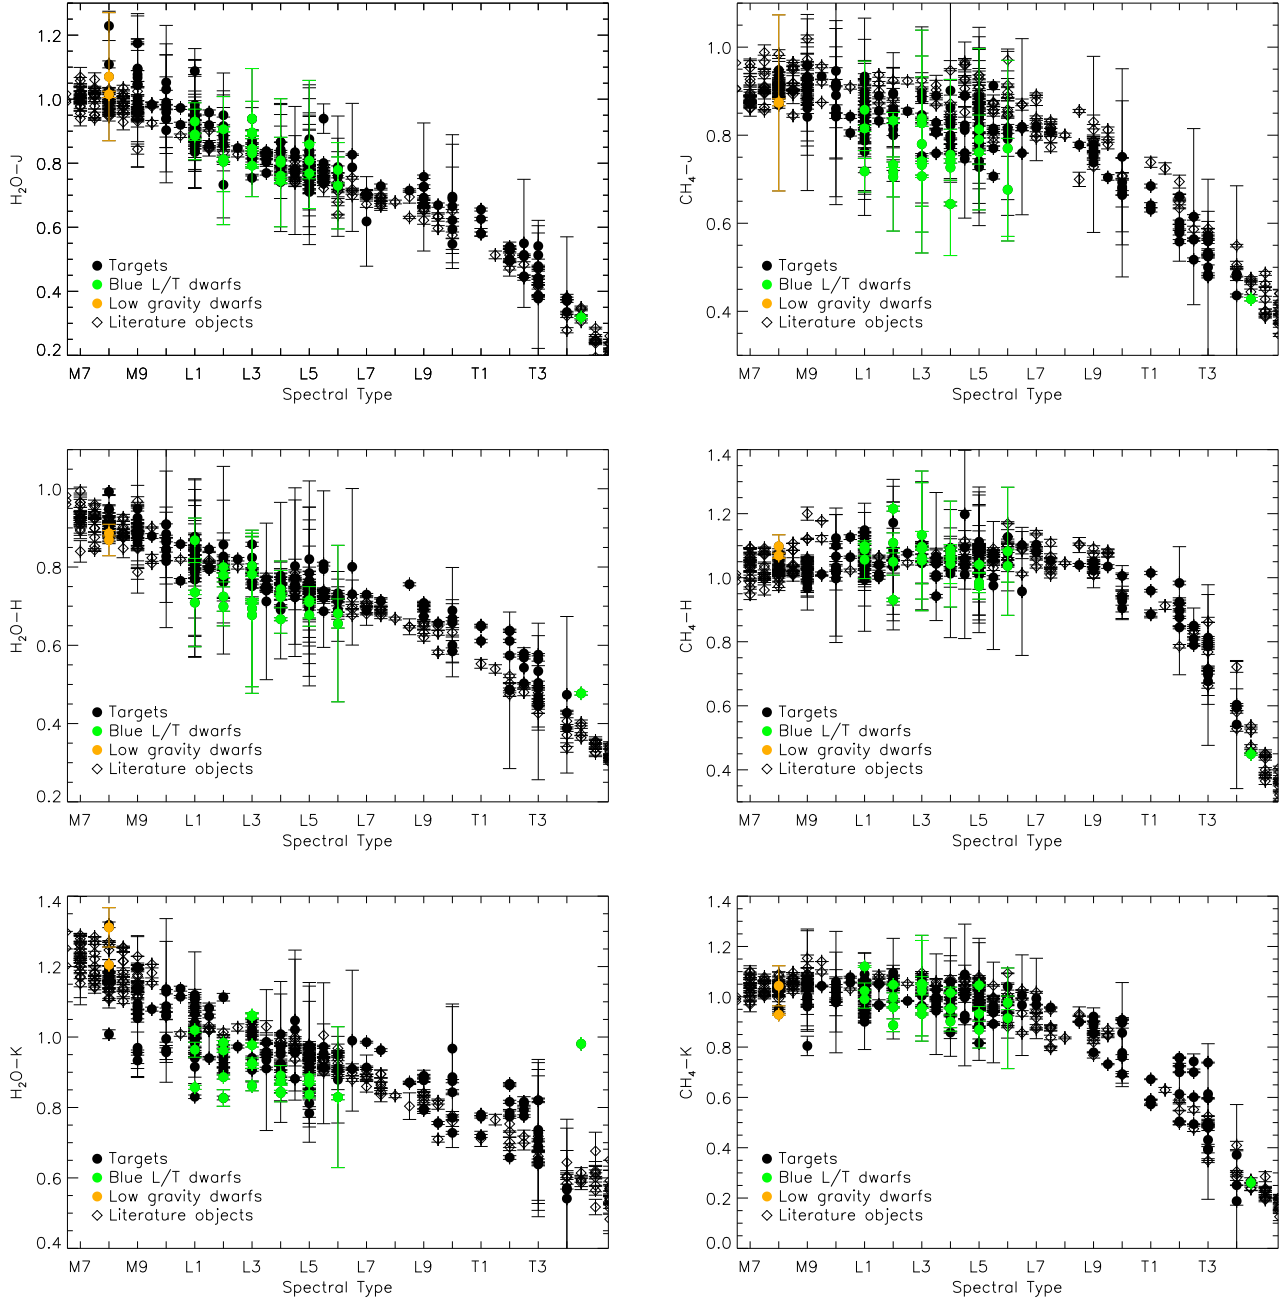 1.2
1.0
0.8
0.6
0.4
0.2
H2O-J
Targets
Blue L/T dwarfs
Low gravity dwarfs
Literature objects
M7 M9 L1 L3 L5 L7 L9 T1 T3
Spectral Type
1.0
0.8
0.6
0.4
CH4-J
Targets
Blue L/T dwarfs
Low gravity dwarfs
Literature objects
M7 M9 L1 L3 L5 L7 L9 T1 T3
Spectral Type
1.0
0.8
0.6
0.4
0.2
H2O-H
Targets
Blue L/T dwarfs
Low gravity dwarfs
Literature objects
M7 M9 L1 L3 L5 L7 L9 T1 T3
Spectral Type
1.4
1.2
1.0
0.8
0.6
0.4
CH4-H
Targets
Blue L/T dwarfs
Low gravity dwarfs
Literature objects
M7 M9 L1 L3 L5 L7 L9 T1 T3
Spectral Type
1.4
1.2
1.0
0.8
0.6
0.4
H2O-K
Targets
Blue L/T dwarfs
Low gravity dwarfs
Literature objects
M7 M9 L1 L3 L5 L7 L9 T1 T3
Spectral Type
1.4
1.2
1.0
0.8
0.6
0.4
0.2
0.0
CH4-K
Targets
Blue L/T dwarfs
Low gravity dwarfs
Literature objects
M7 M9 L1 L3 L5 L7 L9 T1 T3
Spectral Type